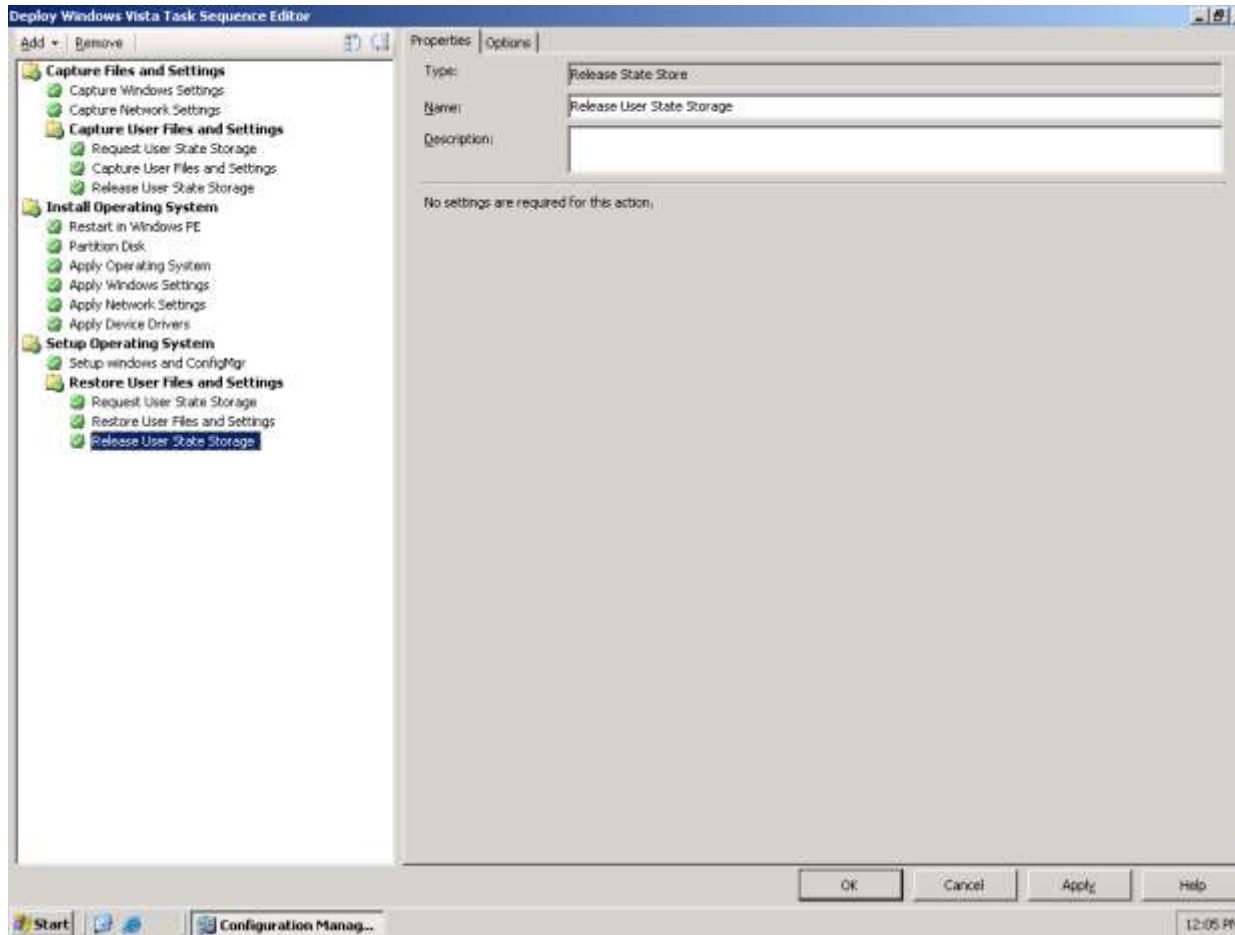 Deploy Windows Vista Task Sequence Editor
Add Remove
Capture Files and Settings
Capture Windows Settings
Capture Network Settings
Capture User Files and Settings
Request User State Storage
Capture User Files and Settings
Release User State Storage
Install Operating System
Restart in Windows PE
Partition Disk
Apply Operating System
Apply Windows Settings
Apply Network Settings
Apply Device Drivers
Setup Operating System
Setup windows and ConfigMgr
Restore User Files and Settings
Request User State Storage
Restore User Files and Settings
Release User State Storage
Properties Options
Type: Release State Store
Name: Release User State Storage
Description:
No settings are required for this action.
OK Cancel Apply Help
Start Configuration Manag... 12:05 PM